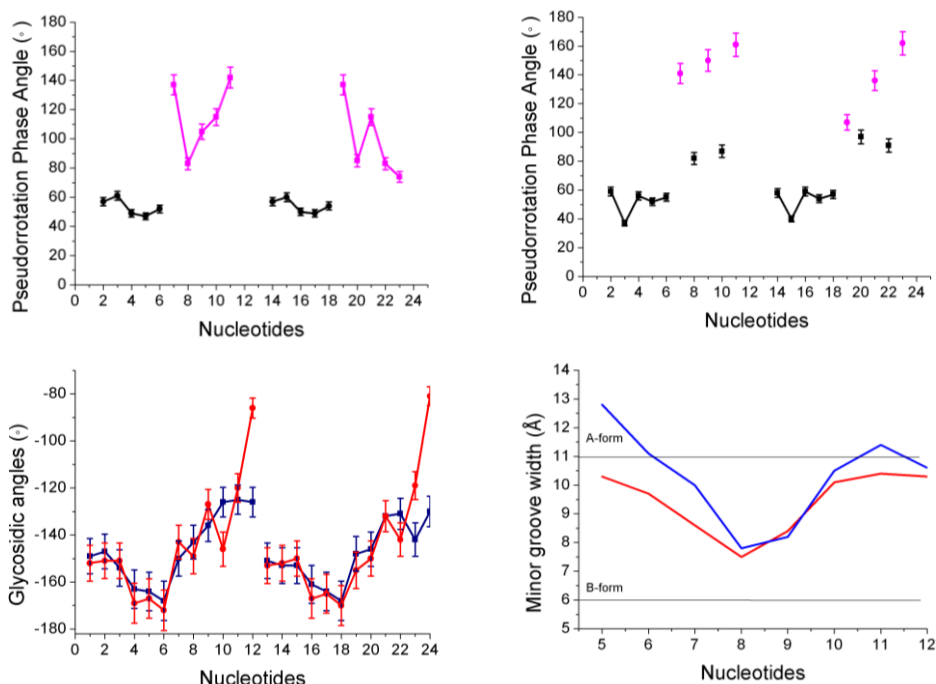 Pseudorrotation Phase Angle (°)
180
160
140
120
100
80
60
40
20
0
0 2 4 6 8 10 12 14 16 18 20 22 24
Nucleotides
Pseudorrotation Phase Angle (°)
180
160
140
120
100
80
60
40
20
0
0 2 4 6 8 10 12 14 16 18 20 22 24
Nucleotides
Glycosidic angles (°)
-80
-100
-120
-140
-160
-180
0 2 4 6 8 10 12 14 16 18 20 22 24
Nucleotides
Minor groove width (Å)
14
13
12
11
10
9
8
7
6
5
A-form
B-form
5 6 7 8 9 10 11 12
Nucleotides